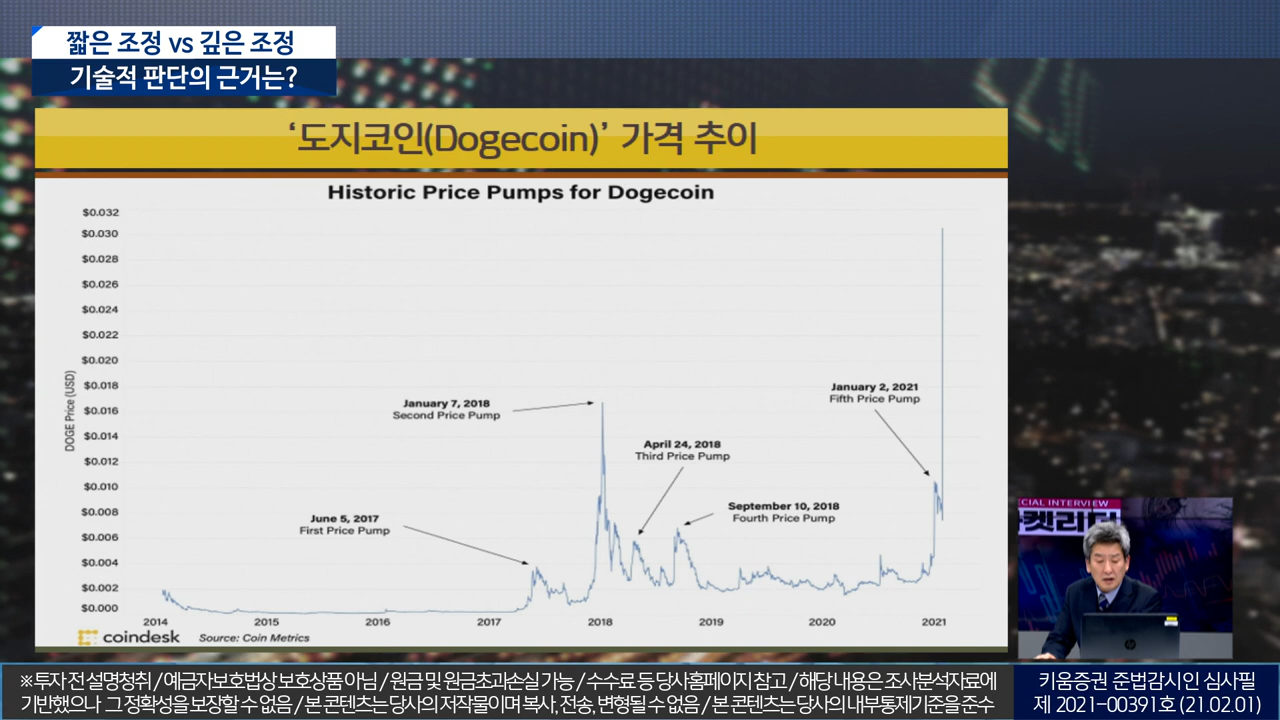 짧은 조정 vs 깊은 조정
기술적 판단의 근거는?
‘도지코인(Dogecoin)’ 가격 추이
Historic Price Pumps for Dogecoin
DOGE Price (USD)
$0.032
$0.030
$0.028
$0.026
$0.024
$0.022
$0.020
$0.018
$0.016
$0.014
$0.012
$0.010
$0.008
$0.006
$0.004
$0.002
$0.000
June 5, 2017
First Price Pump
January 7, 2018
Second Price Pump
April 24, 2018
Third Price Pump
September 10, 2018
Fourth Price Pump
January 2, 2021
Fifth Price Pump
2014 2015 2016 2017 2018 2019 2020 2021
coindesk Source: Coin Metrics
CIAL INTERVIEW
hp
※ 투자 전 설명청취 / 예금자보호법상 보호상품 아님 / 원금 및 원금초과손실 가능 / 수수료 등 당사홈페이지 참고 / 해당 내용은 조사분석자료에
기반했으나 그 정확성을 보장할 수 없음 / 본 콘텐츠는 당사의 저작물이며 복사, 전송, 변형될 수 없음 / 본 콘텐츠는 당사의 내부통제기준을 준수
키움증권 준법감시인 심사필
제 2021-00391호 (21.02.01)